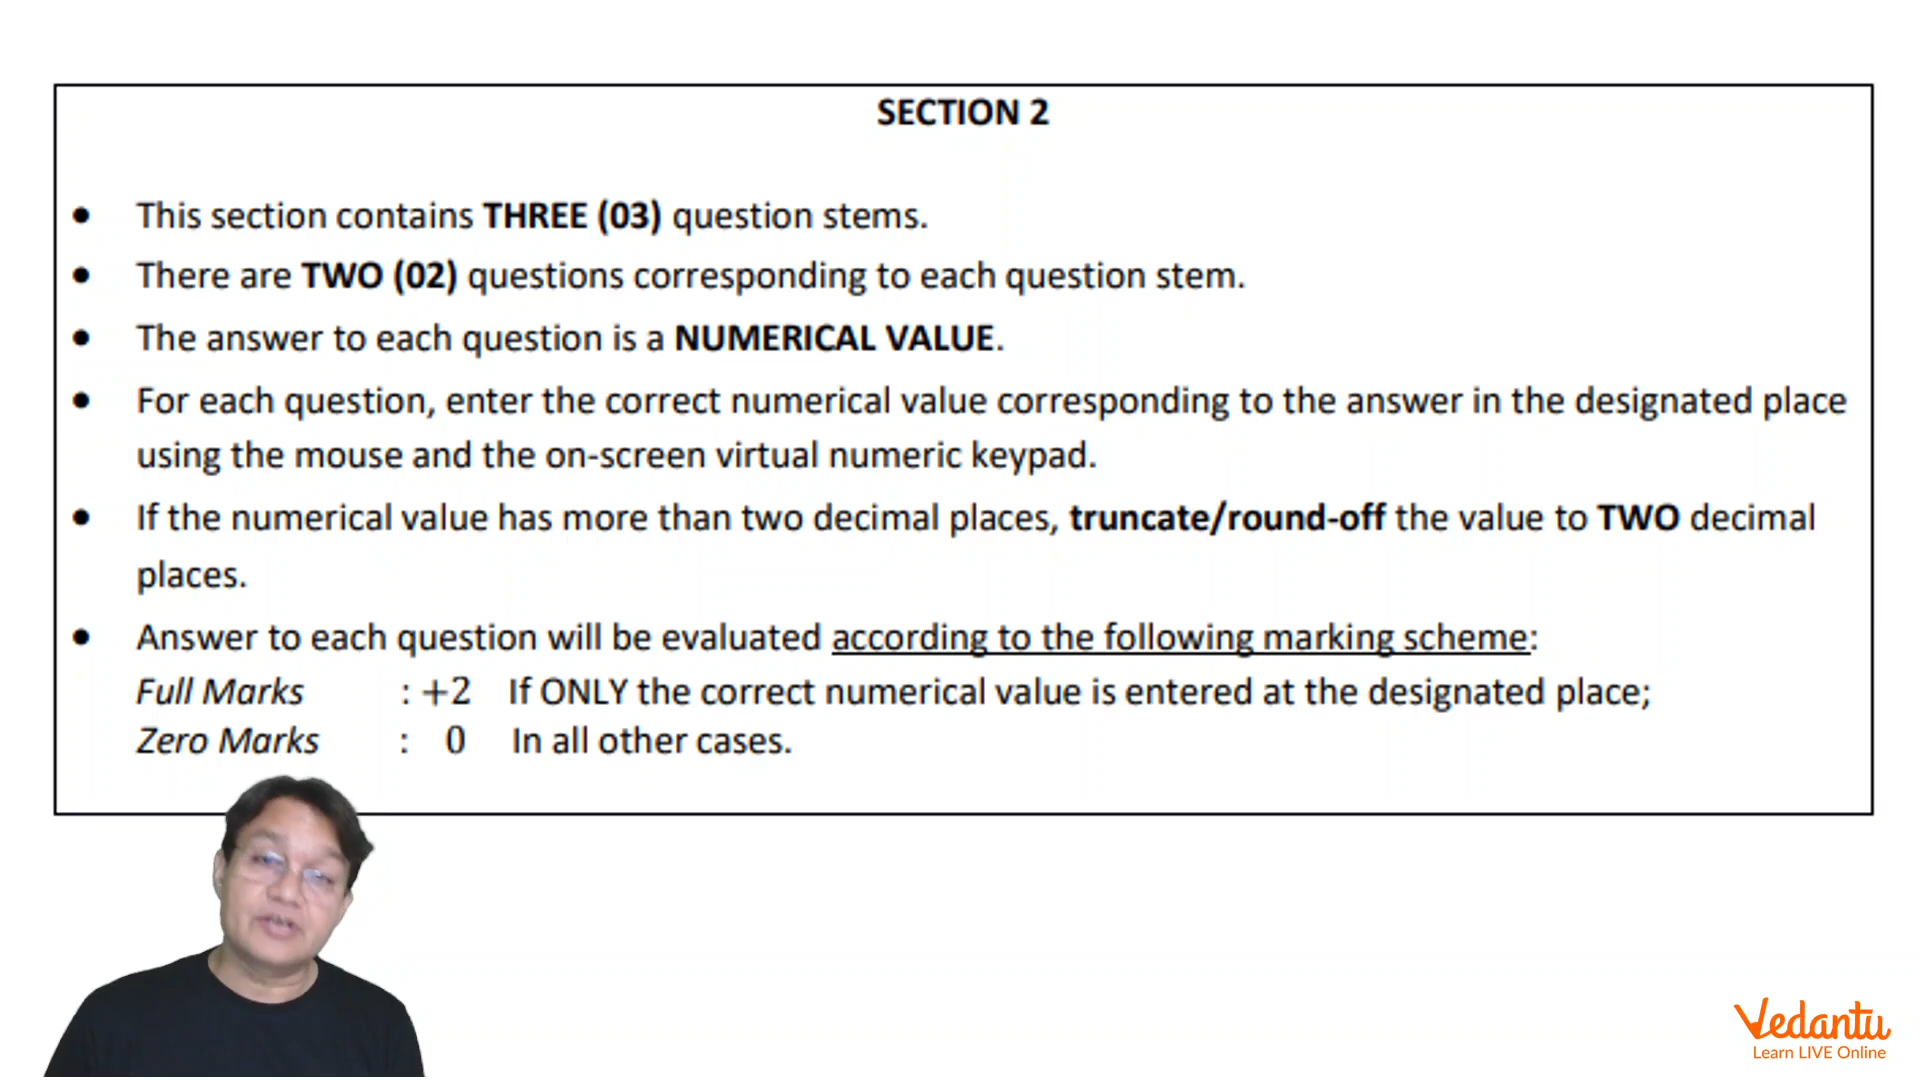 SECTION 2
• This section contains THREE (03) question stems.
• There are TWO (02) questions corresponding to each question stem.
• The answer to each question is a NUMERICAL VALUE.
• For each question, enter the correct numerical value corresponding to the answer in the designated place
using the mouse and the on-screen virtual numeric keypad.
• If the numerical value has more than two decimal places, truncate/round-off the value to TWO decimal
places.
• Answer to each question will be evaluated according to the following marking scheme:
Full Marks : +2 If ONLY the correct numerical value is entered at the designated place;
Zero Marks : 0 In all other cases.
Vedantu
Learn LIVE Online